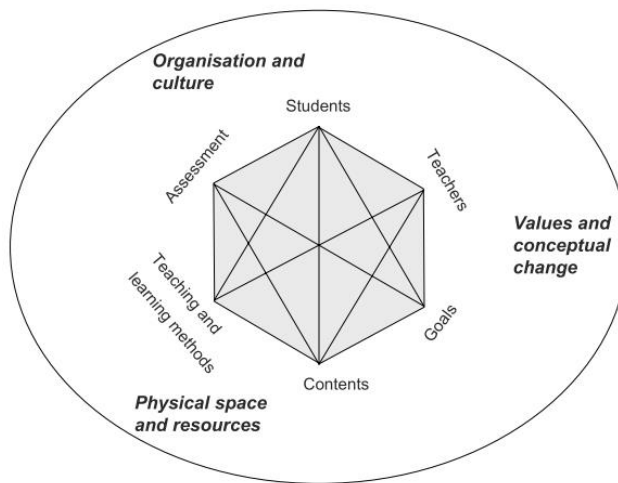 Organisation and
culture
Students
Assessment
Teachers
Values and
conceptual
change
Teaching and
learning methods
Goals
Contents
Physical space
and resources